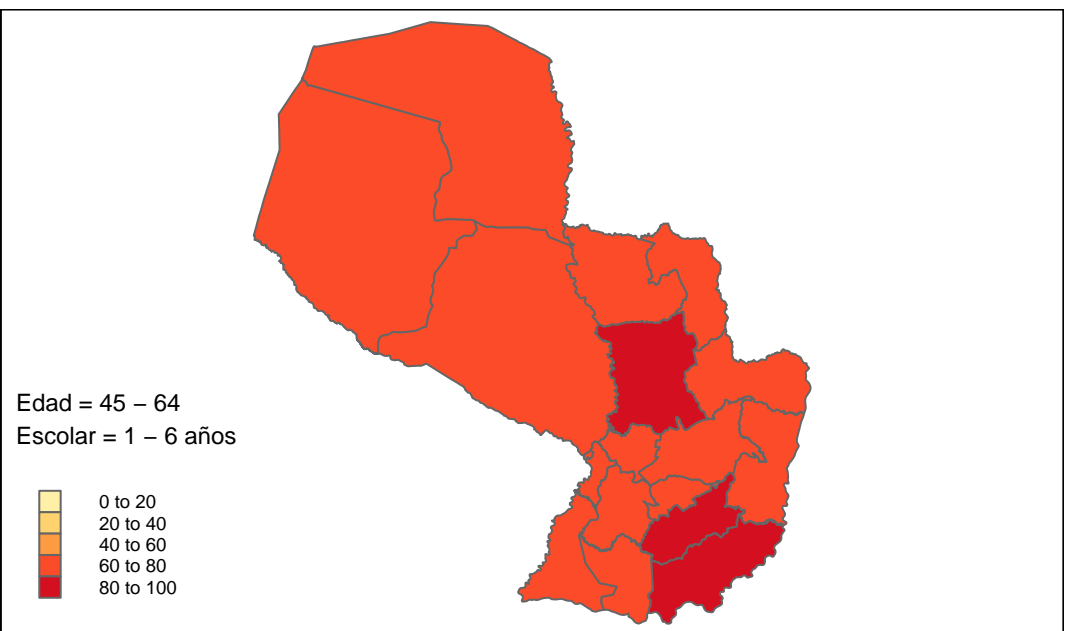 Edad = 45 − 64
Escolar = 1 − 6 años
0 to 20
20 to 40
40 to 60
60 to 80
80 to 100